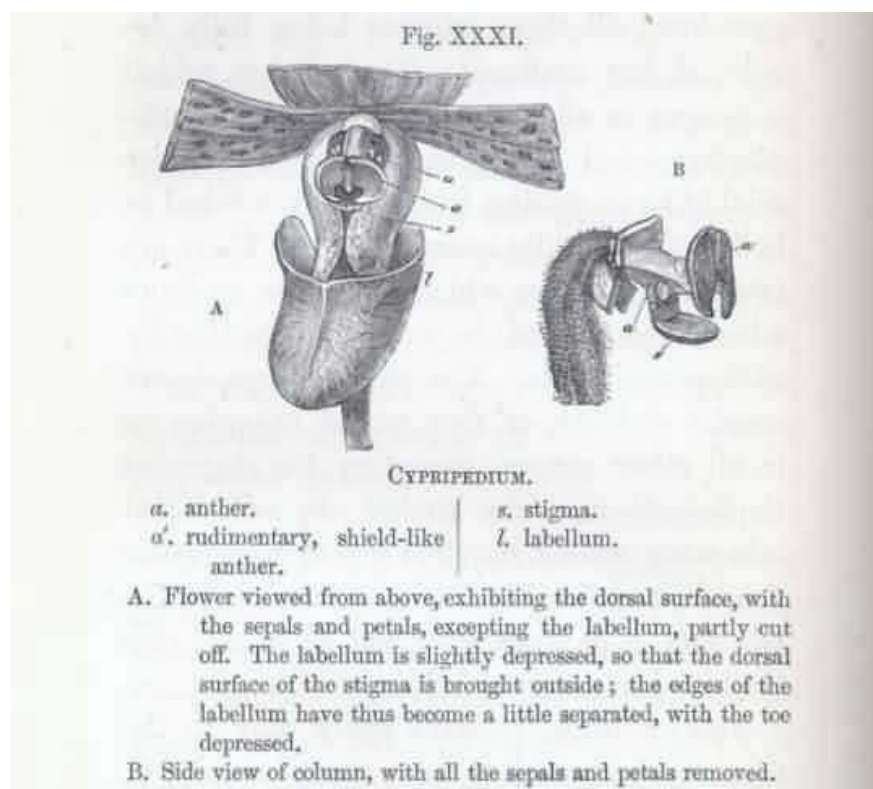 Fig. XXXI.
B
a
a'
s
l
A
a'
a
s
CYPRIPEDIUM.
a. anther.
a'. rudimentary, shield-like
anther.
s. stigma.
l. labellum.
A. Flower viewed from above, exhibiting the dorsal surface, with
the sepals and petals, excepting the labellum, partly cut
off. The labellum is slightly depressed, so that the dorsal
surface of the stigma is brought outside; the edges of the
labellum have thus become a little separated, with the toe
depressed.
B. Side view of column, with all the sepals and petals removed.